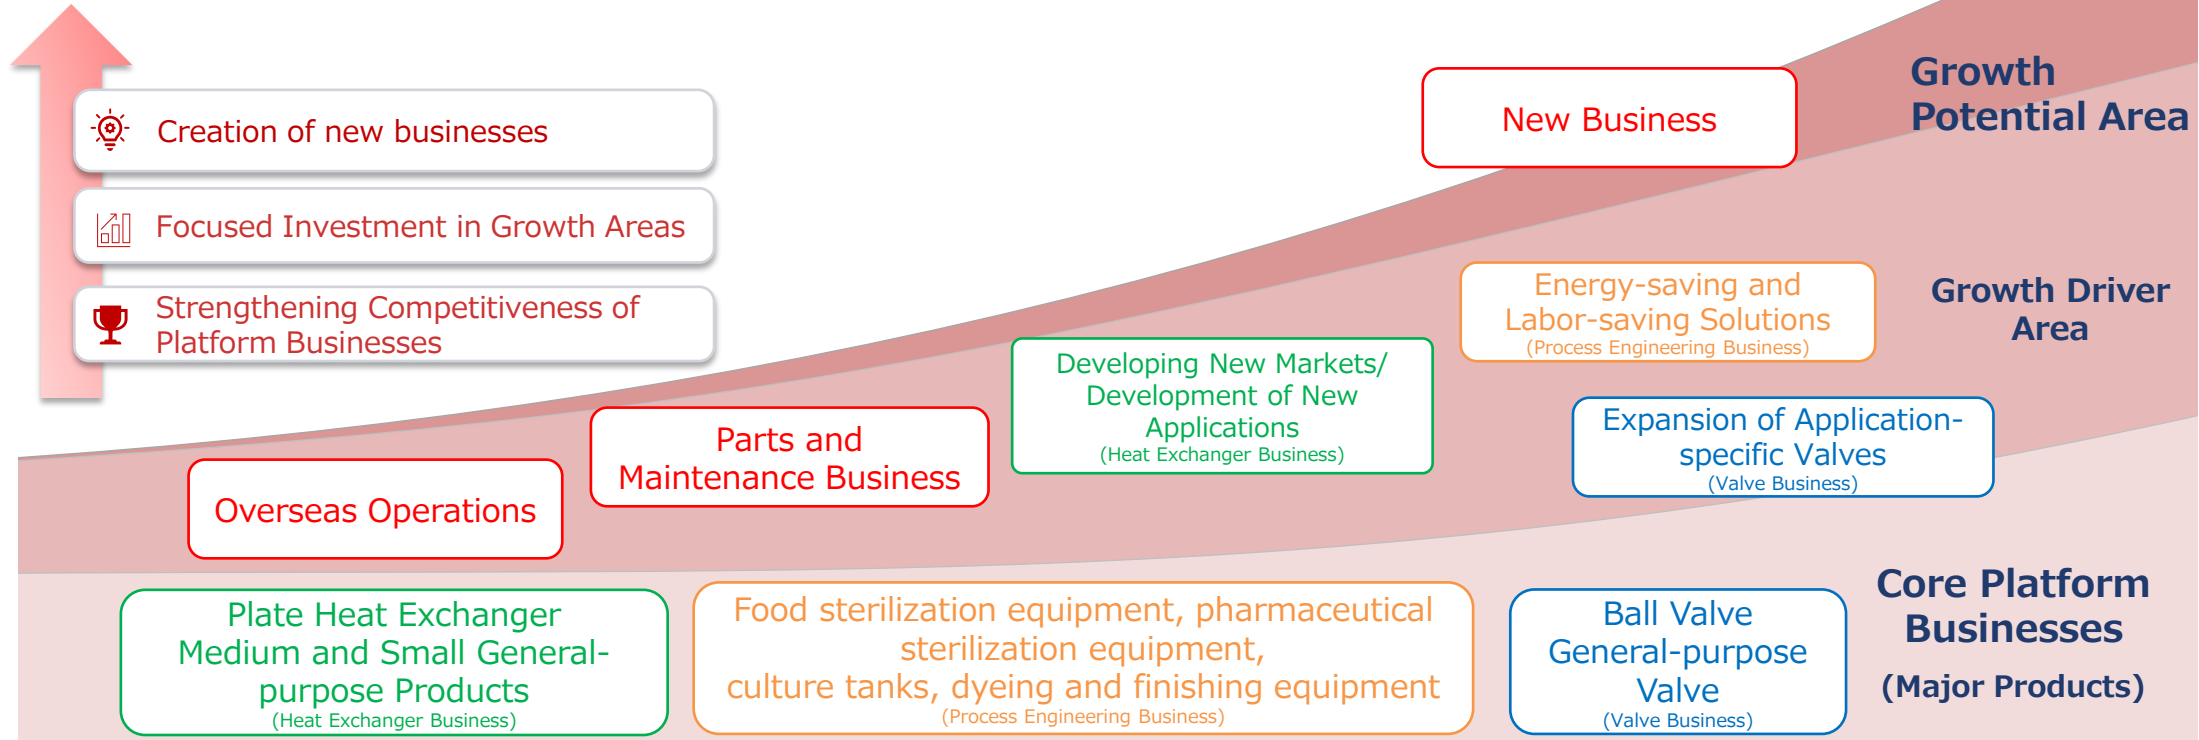 Creation of new businesses
Focused Investment in Growth Areas
Strengthening Competitiveness of
Platform Businesses
New Business
Growth
Potential Area
Energy-saving and
Labor-saving Solutions
(Process Engineering Business)
Growth Driver
Area
Developing New Markets/
Development of New
Applications
(Heat Exchanger Business)
Expansion of Application-
specific Valves
(Valve Business)
Parts and
Maintenance Business
Overseas Operations
Plate Heat Exchanger
Medium and Small General-
purpose Products
(Heat Exchanger Business)
Food sterilization equipment, pharmaceutical
sterilization equipment,
culture tanks, dyeing and finishing equipment
(Process Engineering Business)
Ball Valve
General-purpose
Valve
(Valve Business)
Core Platform
Businesses
(Major Products)